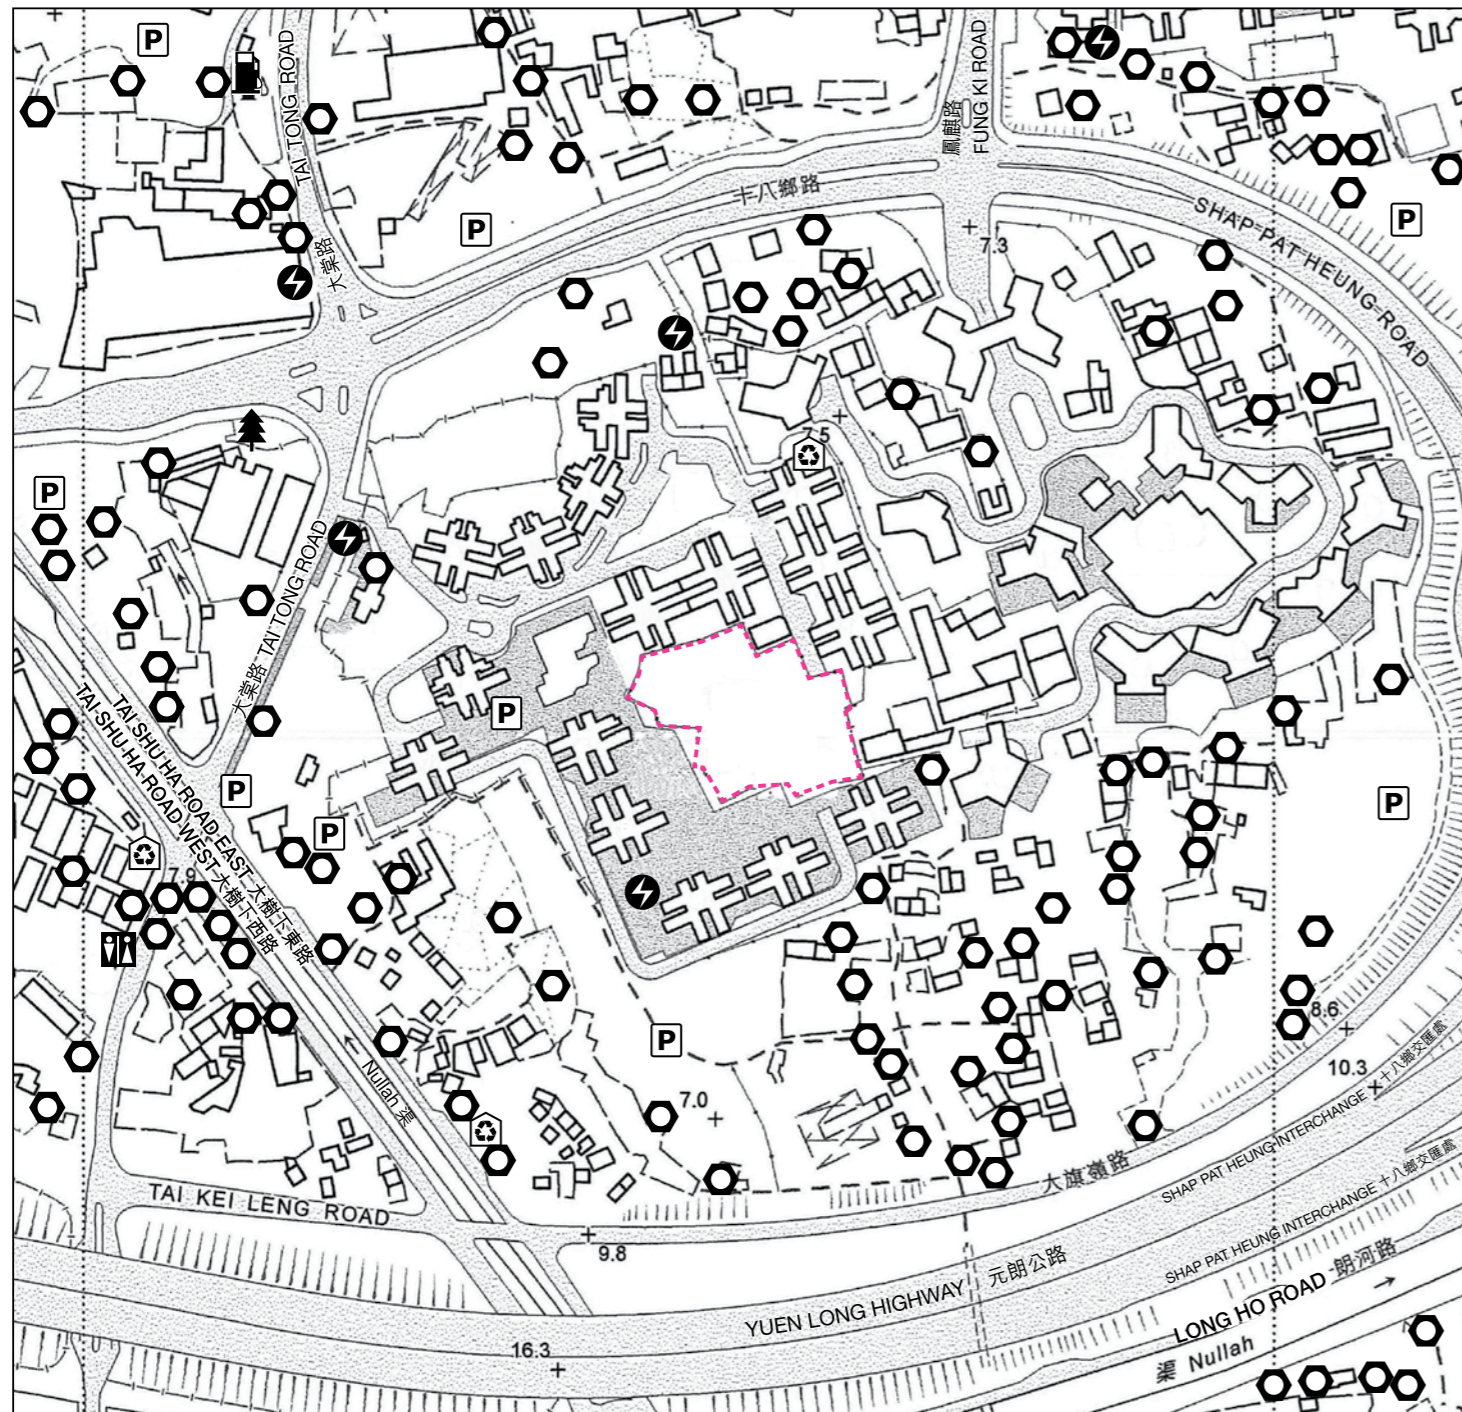 P
TAI TONG ROAD
鳳麒路
FUNG KI ROAD
十八鄉路
SHAP PAT HEUNG ROAD
P
P
7.3
大棠路
7.5
P
大棠路 TAI TONG ROAD
P
P
P
P
TAI SHU HA ROAD EAST 大樹下東路
TAI SHU HA ROAD WEST 大樹下西路
7.9
P
8.6
10.3
Nullah 渠
7.0
TAI KEI LENG ROAD
大旗嶺路
SHAP PAT HEUNG INTERCHANGE 十八鄉交匯處
SHAP PAT HEUNG INTERCHANGE 十八鄉交匯處
9.8
YUEN LONG HIGHWAY 元朗公路
LONG HO ROAD 朗河路
渠 Nullah
16.3